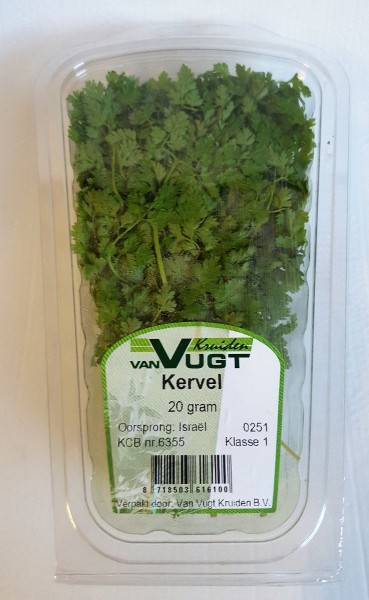 Kruiden
VAN VUGT
Kervel
20 gram
Oorsprong: Israël 0251
KCB nr.6355 Klasse 1
8 718503 616100
Verpakt door: Van Vugt Kruiden B.V.